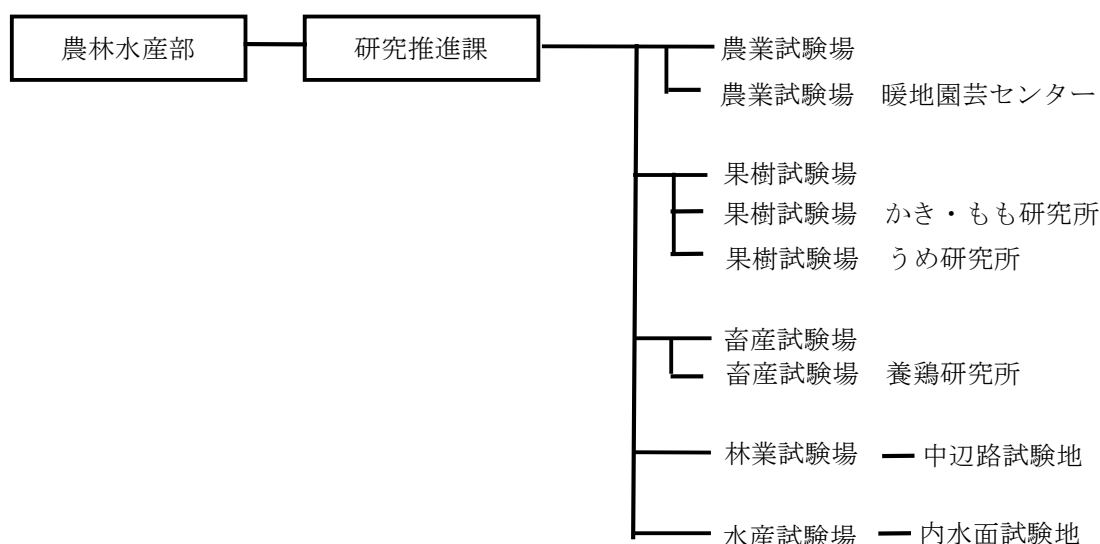 農林水産部 研究推進課 農業試験場
農業試験場 暖地園芸センター
果樹試験場
果樹試験場 かき・もも研究所
果樹試験場 うめ研究所
畜産試験場
畜産試験場 養鶏研究所
林業試験場 中辺路試験地
水産試験場 内水面試験地